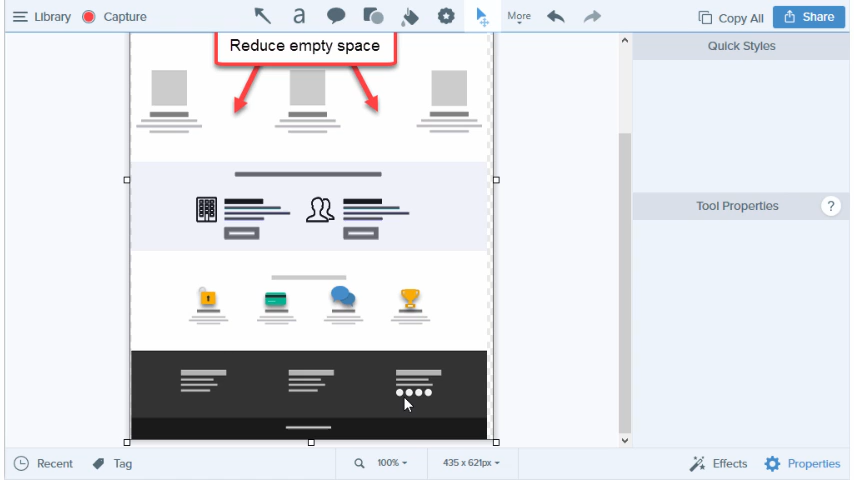 Library Capture a More Copy All Share
Reduce empty space
Quick Styles
Tool Properties ?
Recent Tag 100% 435 x 621px Effects Properties